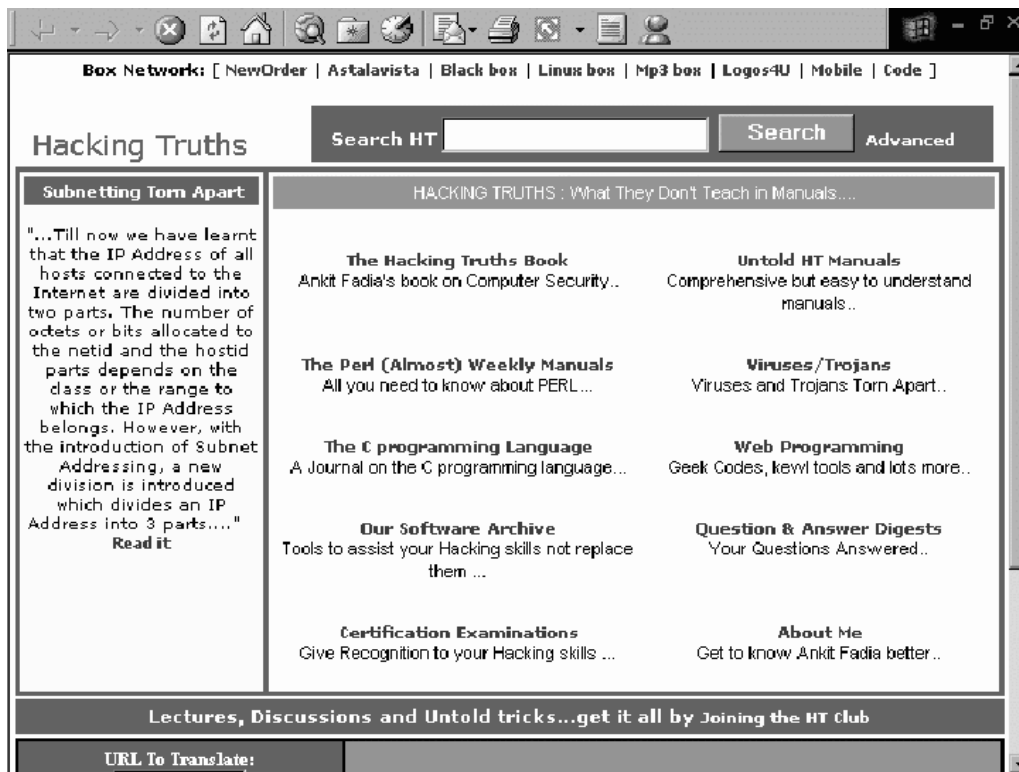 Box Network: [ NewOrder | Astalavista | Black box | Linux box | Mp3 box | Logos4U | Mobile | Code ]
Hacking Truths
Search HT
Search
Advanced
Subnetting Torn Apart
"...Till now we have learnt
that the IP Address of all
hosts connected to the
Internet are divided into
two parts. The number of
octets or bits allocated to
the netid and the hostid
parts depends on the
class or the range to
which the IP Address
belongs. However, with
the introduction of Subnet
Addressing, a new
division is introduced
which divides an IP
Address into 3 parts...."
Read it
HACKING TRUTHS : What They Don't Teach in Manuals....
The Hacking Truths Book
Ankit Fadia's book on Computer Security..
Untold HT Manuals
Comprehensive but easy to understand
manuals..
The Perl (Almost) Weekly Manuals
All you need to know about PERL...
Viruses/Trojans
Viruses and Trojans Torn Apart..
The C programming Language
A Journal on the C programming language...
Web Programming
Geek Codes, kewl tools and lots more..
Our Software Archive
Tools to assist your Hacking skills not replace
them ...
Question & Answer Digests
Your Questions Answered..
Certification Examinations
Give Recognition to your Hacking skills ...
About Me
Get to know Ankit Fadia better..
Lectures, Discussions and Untold tricks...get it all by Joining the HT Club
URL To Translate: